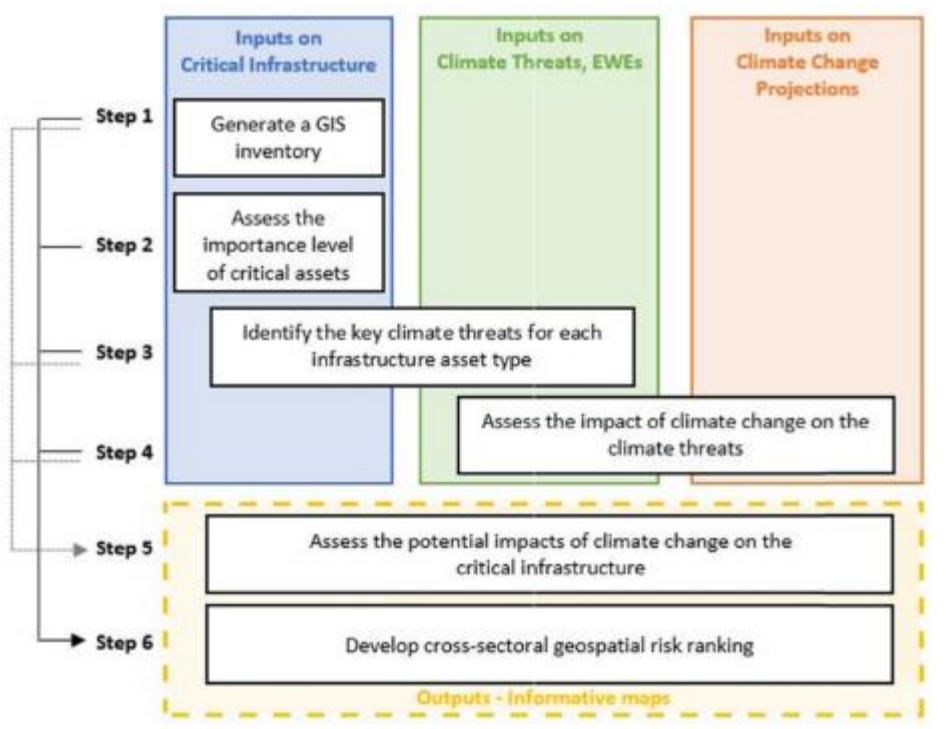 Inputs on
Critical Infrastructure
Inputs on
Climate Threats, EWEs
Inputs on
Climate Change
Projections
Step 1
Generate a GIS
inventory
Step 2
Assess the
importance level
of critical assets
Step 3
Identify the key climate threats for each
infrastructure asset type
Step 4
Assess the impact of climate change on the
climate threats
Step 5
Assess the potential impacts of climate change on the
critical infrastructure
Step 6
Develop cross-sectoral geospatial risk ranking
Outputs - Informative maps